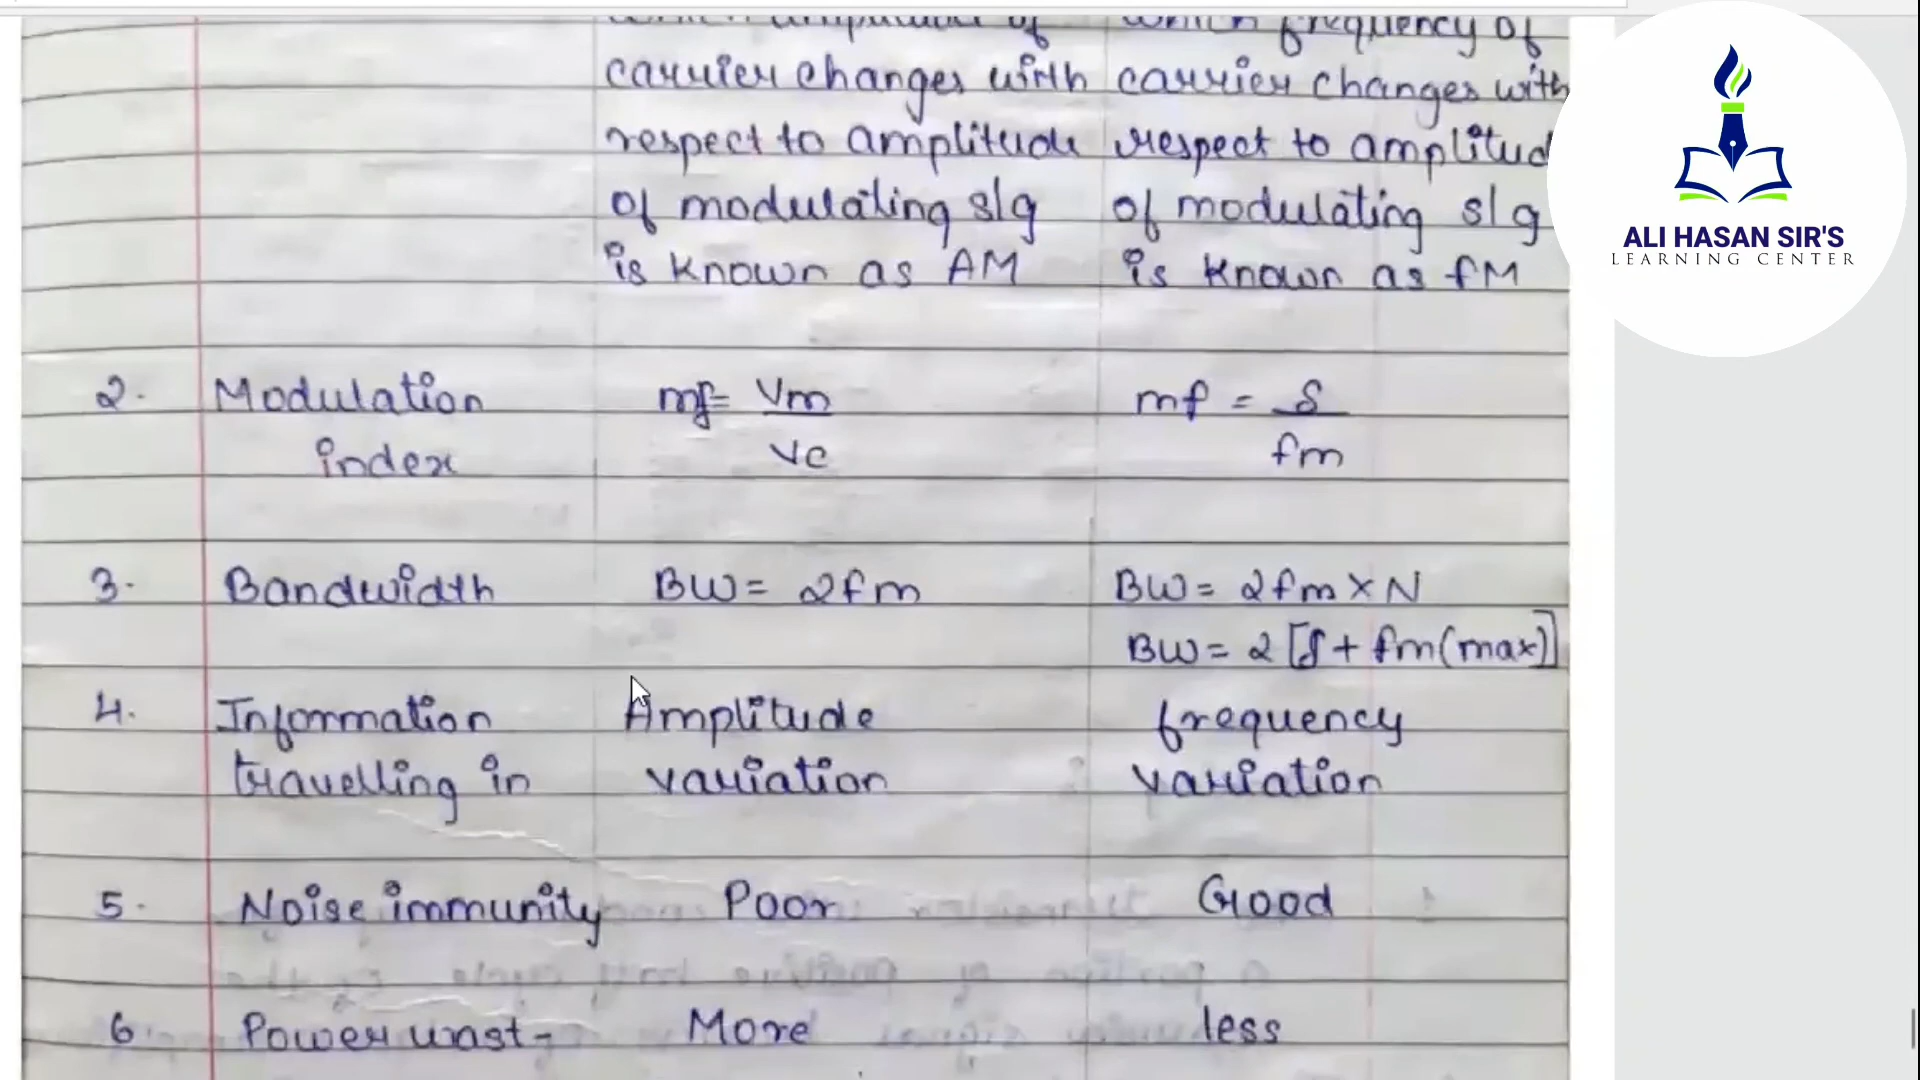 carrier changes with carrier changes with
respect to amplitude respect to amplitud
of modulating s/g of modulating s/g
is known as AM is known as fM
2. Modulation mf= Vm mf = δ
index Vc fm
3. Bandwidth BW= 2fm BW= 2fm×N
BW= 2[δ+ fm(max)]
4. Information Amplitude frequency
travelling in variation variation
5. Noise immunity Poor Good
6. Power wast- More less
ALI HASAN SIR'S
LEARNING CENTER